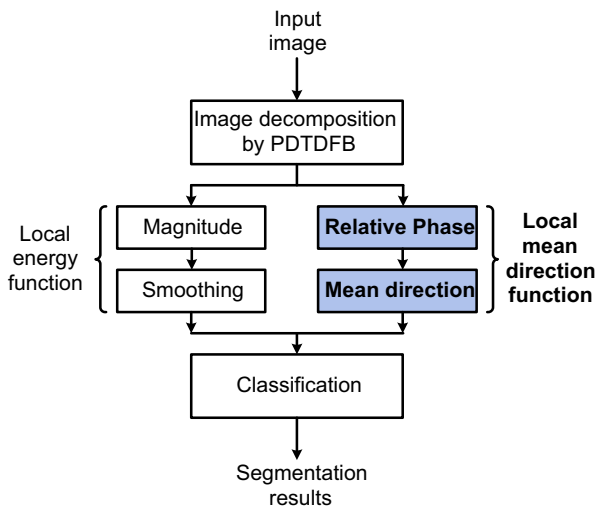 Input
image
Image decomposition
by PDTDFB
Local
energy
function
Magnitude
Smoothing
Relative Phase
Mean direction
Local
mean
direction
function
Classification
Segmentation
results